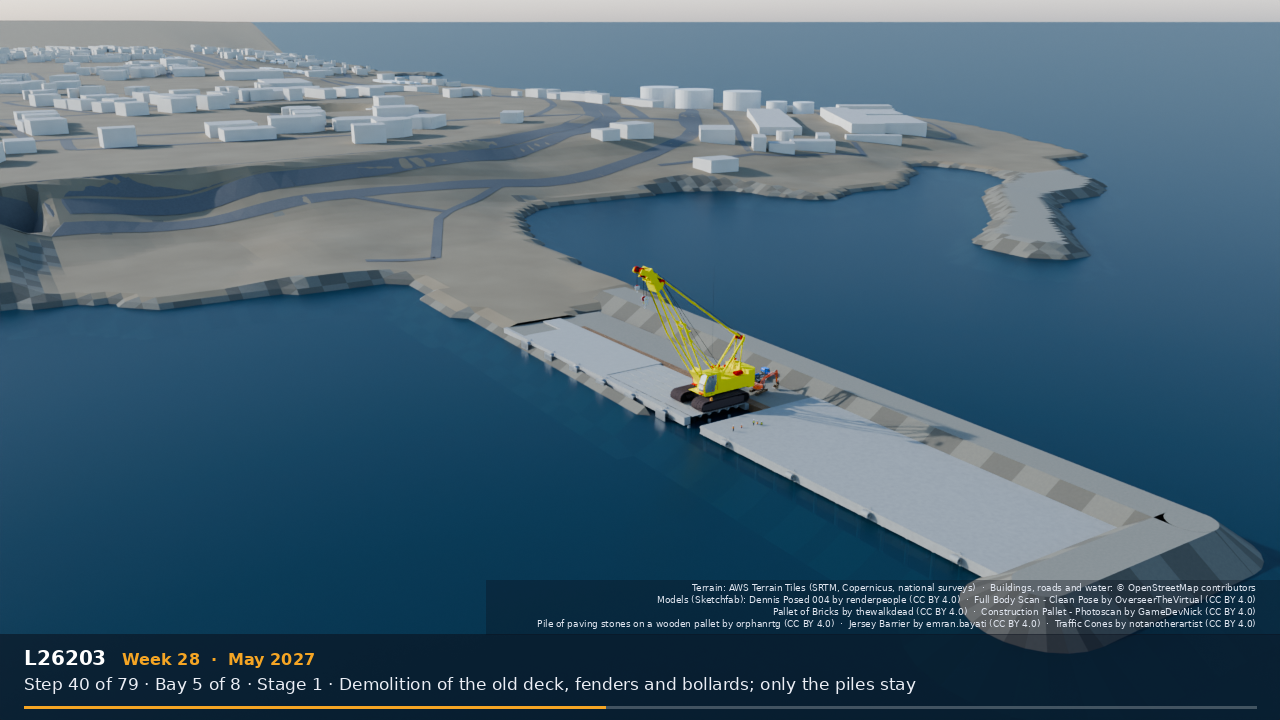 Terrain: AWS Terrain Tiles (SRTM, Copernicus, national surveys) · Buildings, roads and water: © OpenStreetMap contributors
Models (Sketchfab): Dennis Posed 004 by renderpeople (CC BY 4.0) · Full Body Scan - Clean Pose by OverseerTheVirtual (CC BY 4.0)
Pallet of Bricks by thewalkdead (CC BY 4.0) · Construction Pallet - Photoscan by GameDevNick (CC BY 4.0)
Pile of paving stones on a wooden pallet by orphanrtg (CC BY 4.0) · Jersey Barrier by emran.bayati (CC BY 4.0) · Traffic Cones by notanotherartist (CC BY 4.0)
L26203 Week 28 · May 2027
Step 40 of 79 · Bay 5 of 8 · Stage 1 · Demolition of the old deck, fenders and bollards; only the piles stay